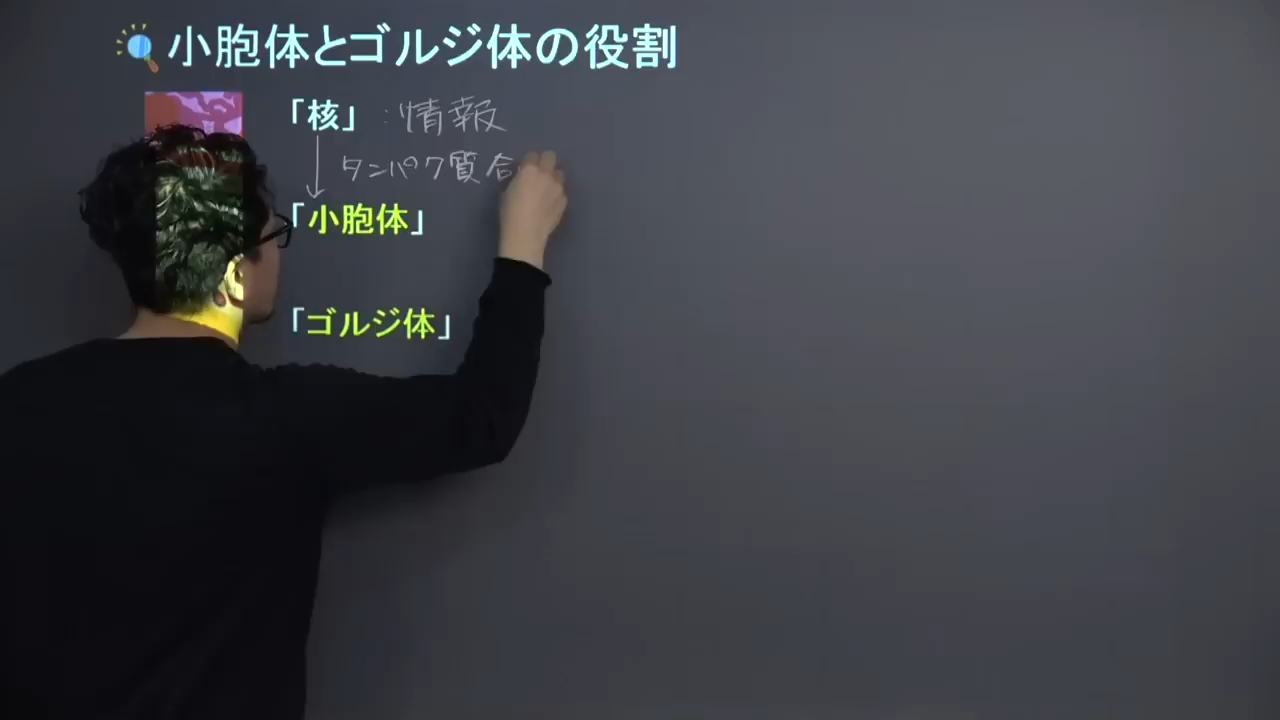 小胞体とゴルジ体の役割
「核」：情報
タンパク質合
「小胞体」
「ゴルジ体」